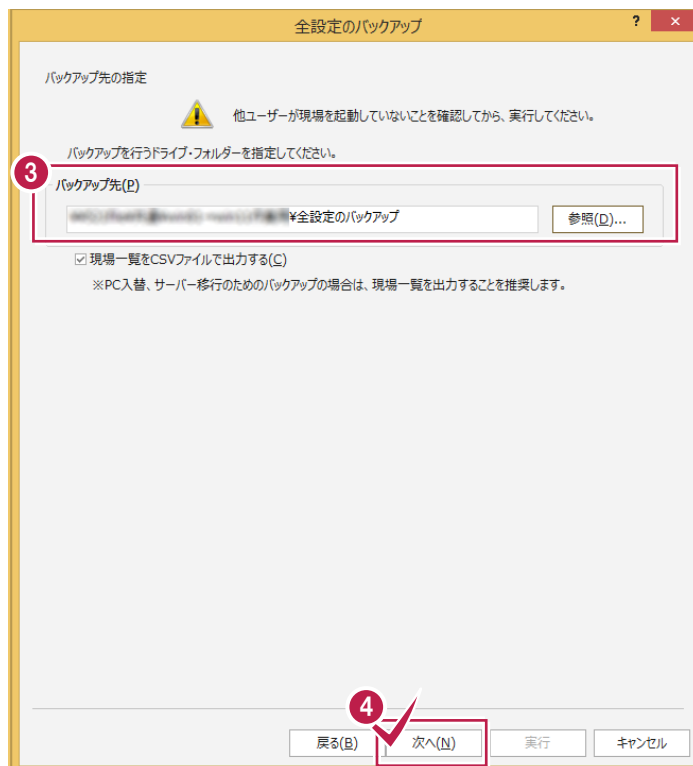 全設定のバックアップ
? ×
バックアップ先の指定
他ユーザーが現場を起動していないことを確認してから、実行してください。
バックアップを行うドライブ・フォルダーを指定してください。
3
バックアップ先(P)
¥全設定のバックアップ
参照(D)...
現場一覧をCSVファイルで出力する(C)
※PC入替、サーバー移行のためのバックアップの場合は、現場一覧を出力することを推奨します。
4
戻る(B)
次へ(N)
実行
キャンセル